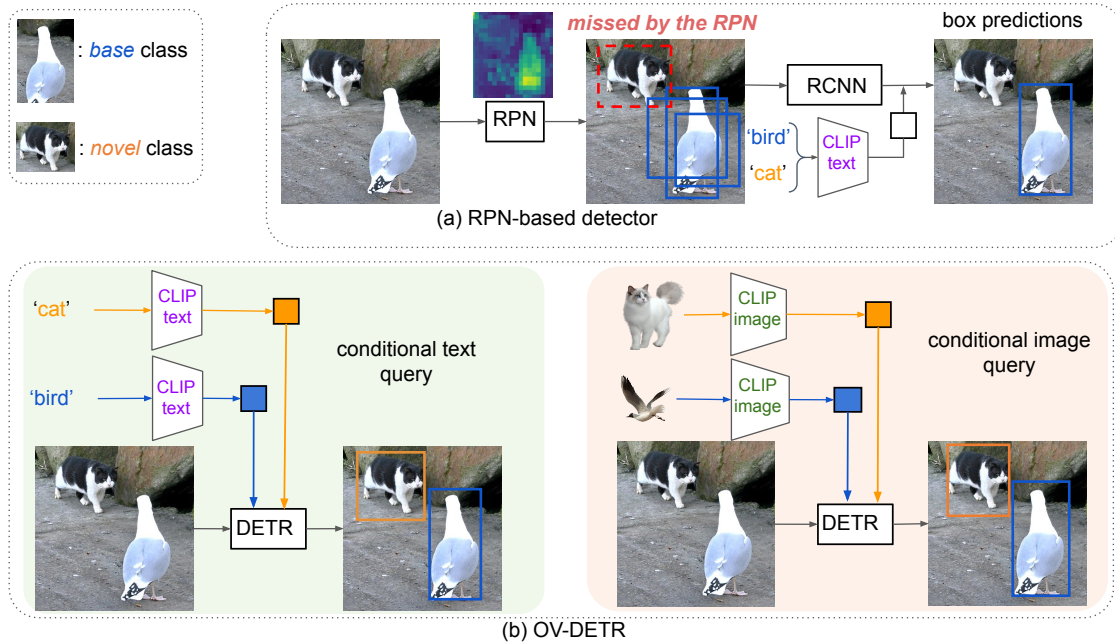 : base class
: novel class
missed by the RPN
box predictions
RPN
RCNN
'bird'
'cat'
CLIP
text
(a) RPN-based detector
'cat'
CLIP
text
'bird'
CLIP
text
conditional text
query
DETR
CLIP
image
CLIP
image
conditional image
query
DETR
(b) OV-DETR